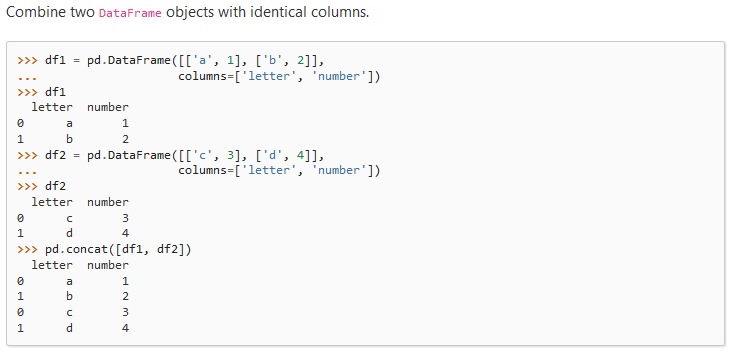 Combine two DataFrame objects with identical columns.
>>> df1 = pd.DataFrame([['a', 1], ['b', 2]],
...                    columns=['letter', 'number'])
>>> df1
  letter  number
0      a       1
1      b       2
>>> df2 = pd.DataFrame([['c', 3], ['d', 4]],
...                    columns=['letter', 'number'])
>>> df2
  letter  number
0      c       3
1      d       4
>>> pd.concat([df1, df2])
  letter  number
0      a       1
1      b       2
0      c       3
1      d       4